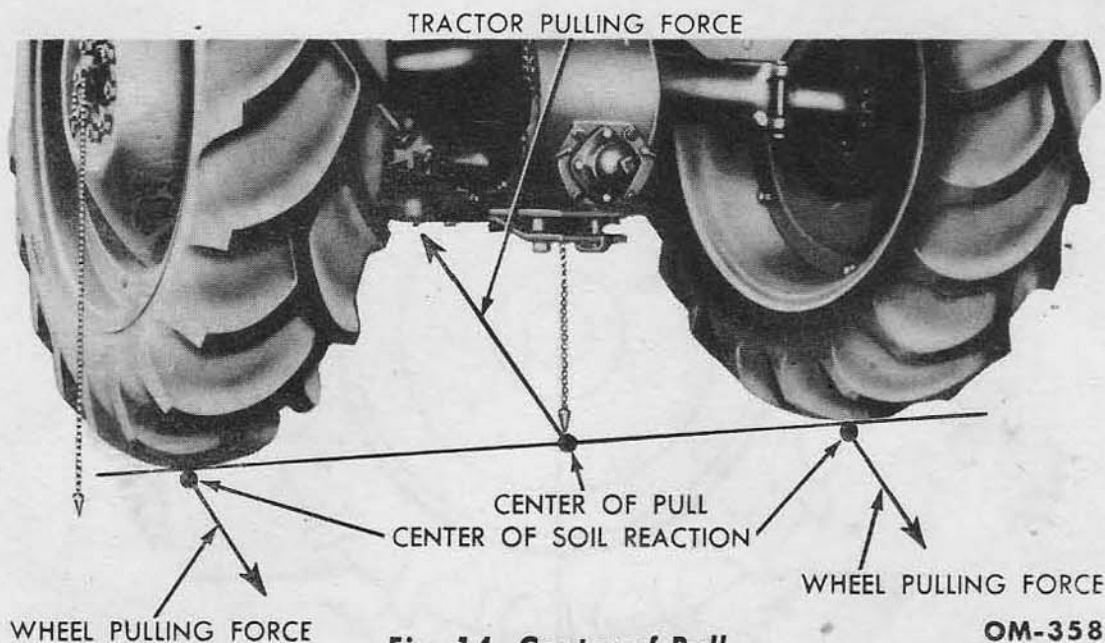 TRACTOR PULLING FORCE
CENTER OF PULL
CENTER OF SOIL REACTION
WHEEL PULLING FORCE
WHEEL PULLING FORCE
Fig. 14 Center of Pull
OM-358